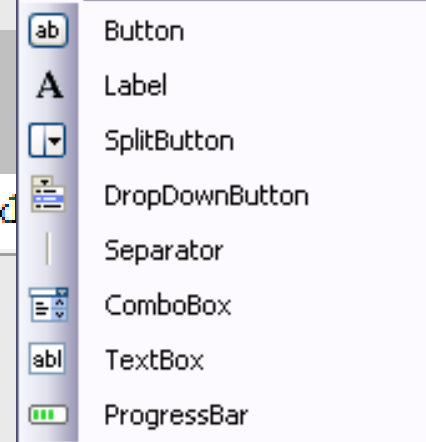 ab Button
A Label
SplitButton
DropDownButton
Separator
ComboBox
abl TextBox
ProgressBar